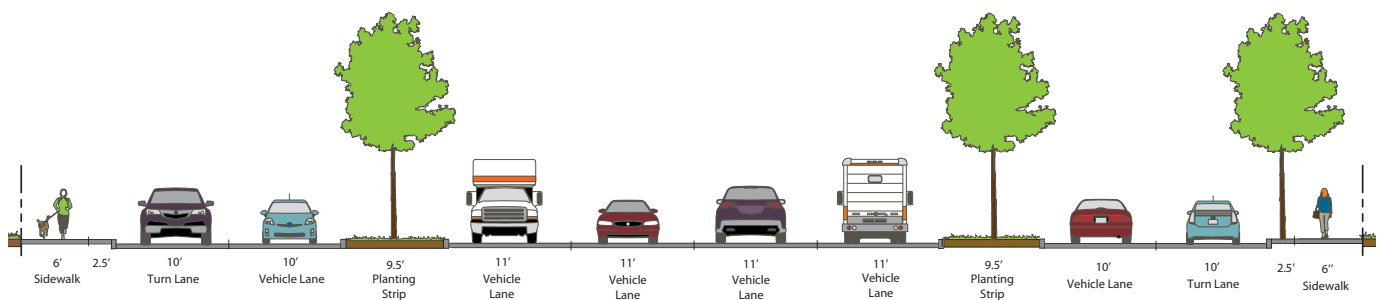 6’ 2.5’ 10’ 10’ 9.5’ 11’ 11’ 11’ 11’ 9.5’ 10’ 10’ 2.5’ 6’’
Sidewalk Turn Lane Vehicle Lane Planting Vehicle Vehicle Vehicle Vehicle Planting Vehicle Lane Turn Lane Sidewalk
Strip Lane Lane Lane Lane Strip